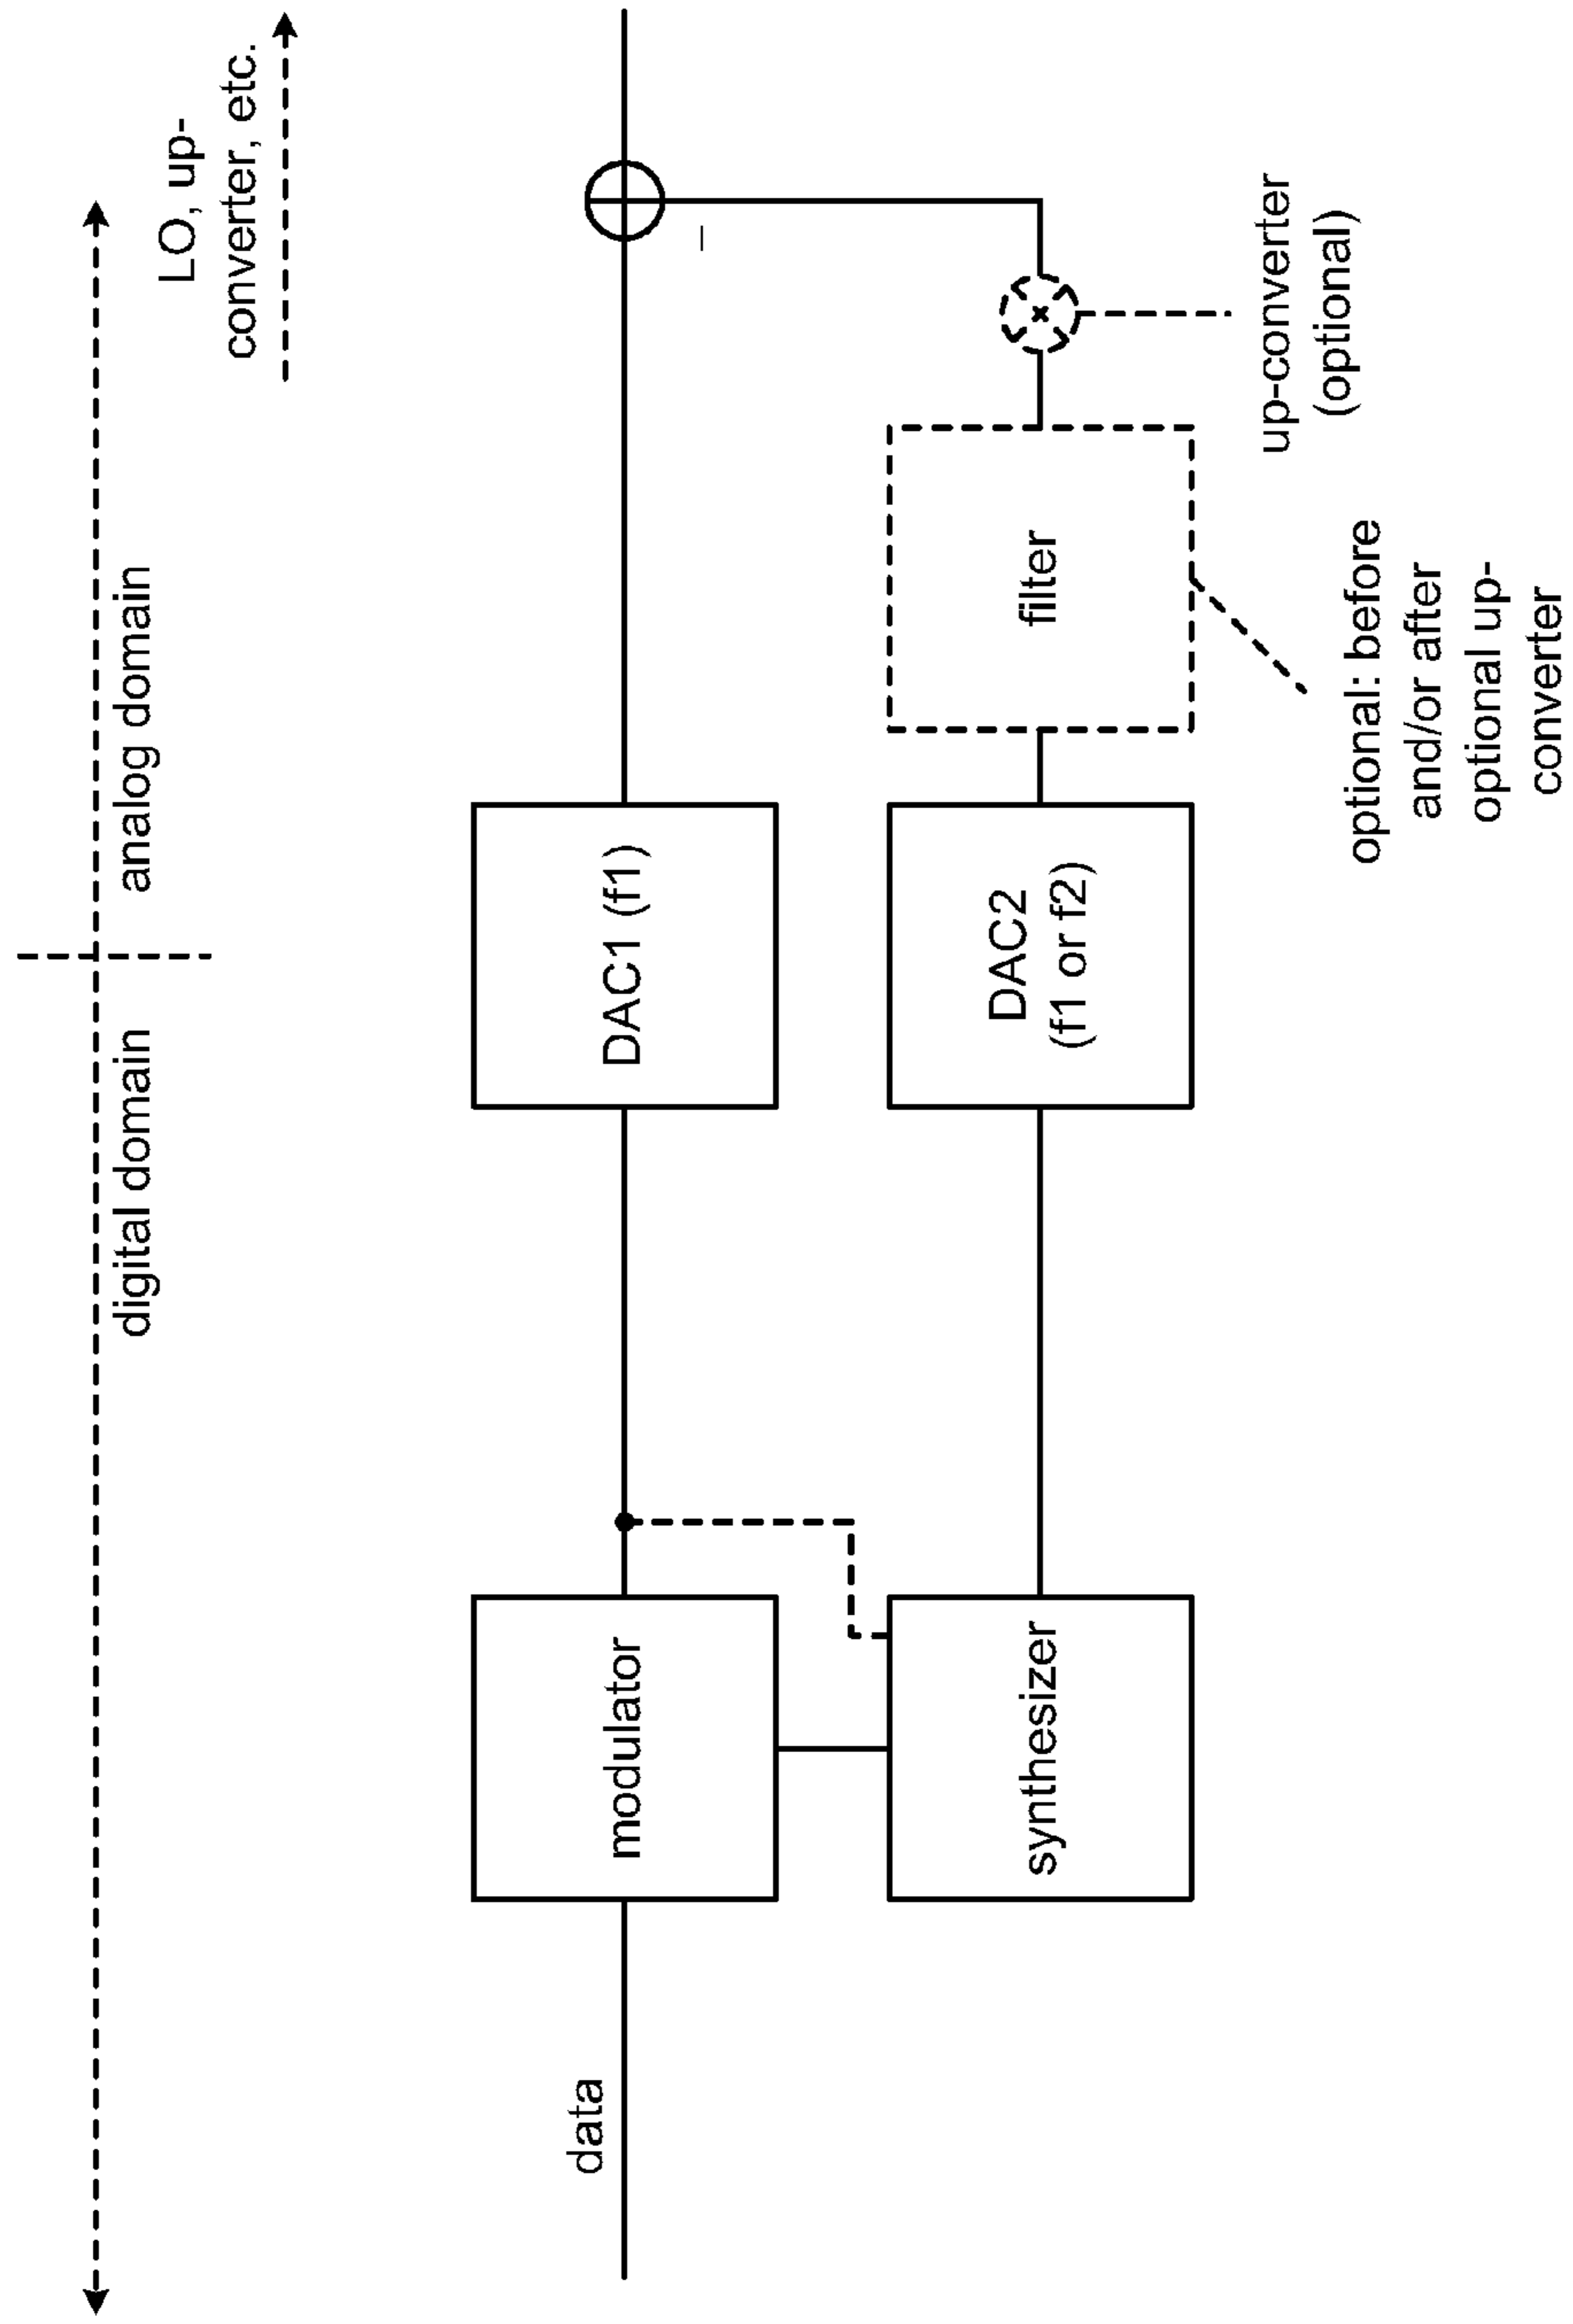 digital domain
analog domain
LO, up-
converter, etc.
data
modulator
DAC1 (f1)
–
synthesizer
DAC2
(f1 or f2)
filter
up-converter
(optional)
optional: before
and/or after
optional up-
converter